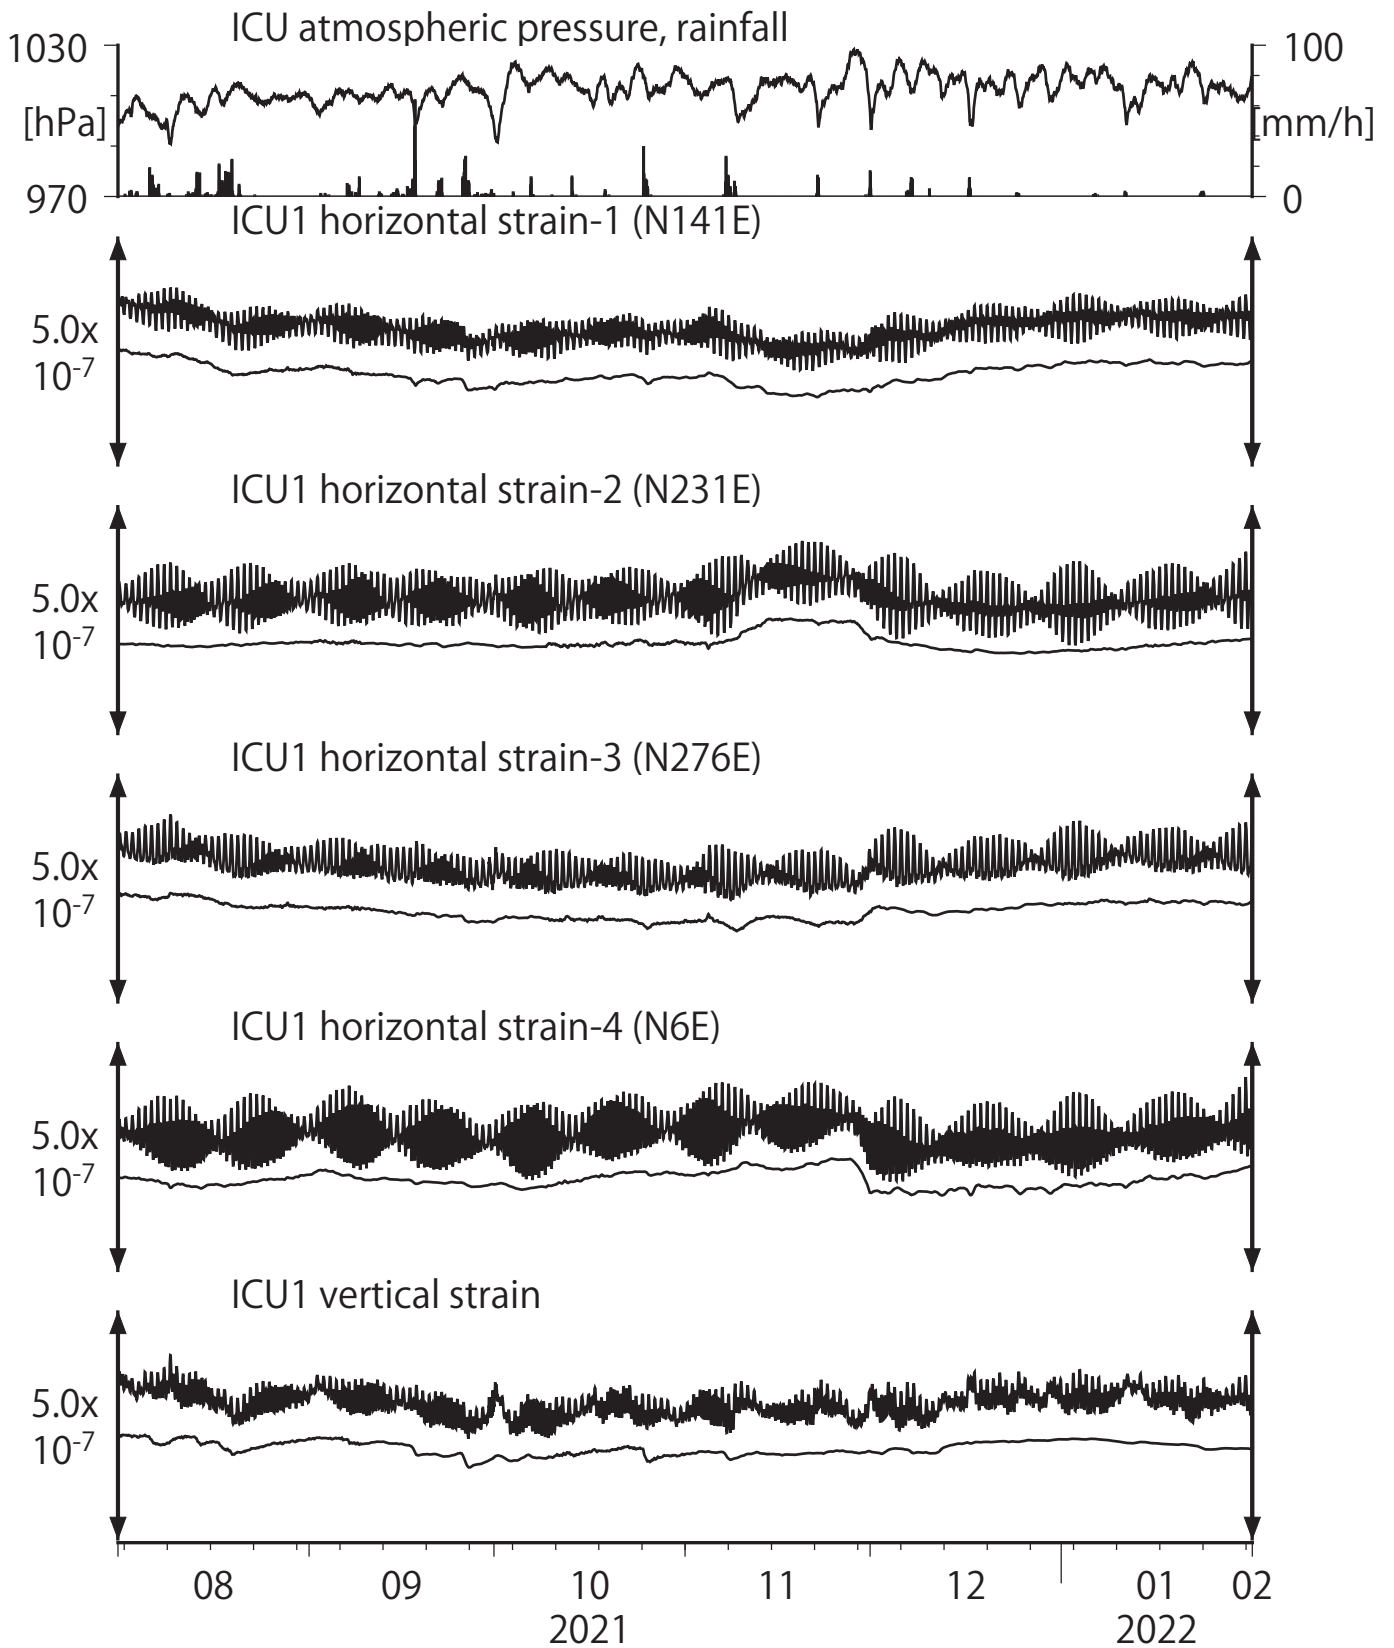 ICU atmospheric pressure, rainfall
1030
100
[hPa]
[mm/h]
970
0
ICU1 horizontal strain-1 (N141E)
5.0x
10-7
ICU1 horizontal strain-2 (N231E)
5.0x
10-7
ICU1 horizontal strain-3 (N276E)
5.0x
10-7
ICU1 horizontal strain-4 (N6E)
5.0x
10-7
ICU1 vertical strain
5.0x
10-7
08 09 10 11 12 01 02
2021 2022